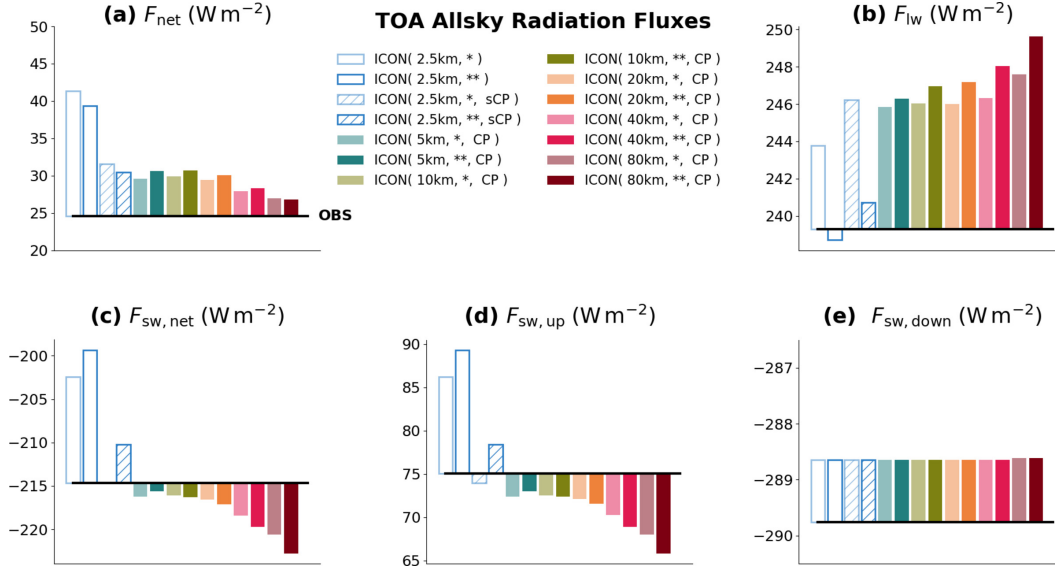 (a) F_net (W m−2)
50
45
40
35
30
25
20
OBS
TOA Allsky Radiation Fluxes
ICON( 2.5km, * )
ICON( 2.5km, ** )
ICON( 2.5km, *, sCP )
ICON( 2.5km, **, sCP )
ICON( 5km, *, CP )
ICON( 5km, **, CP )
ICON( 10km, *, CP )
ICON( 10km, **, CP )
ICON( 20km, *, CP )
ICON( 20km, **, CP )
ICON( 40km, *, CP )
ICON( 40km, **, CP )
ICON( 80km, *, CP )
ICON( 80km, **, CP )
(b) F_lw (W m−2)
250
248
246
244
242
240
(c) F_sw, net (W m−2)
−200
−205
−210
−215
−220
(d) F_sw, up (W m−2)
90
85
80
75
70
65
(e) F_sw, down (W m−2)
−287
−288
−289
−290